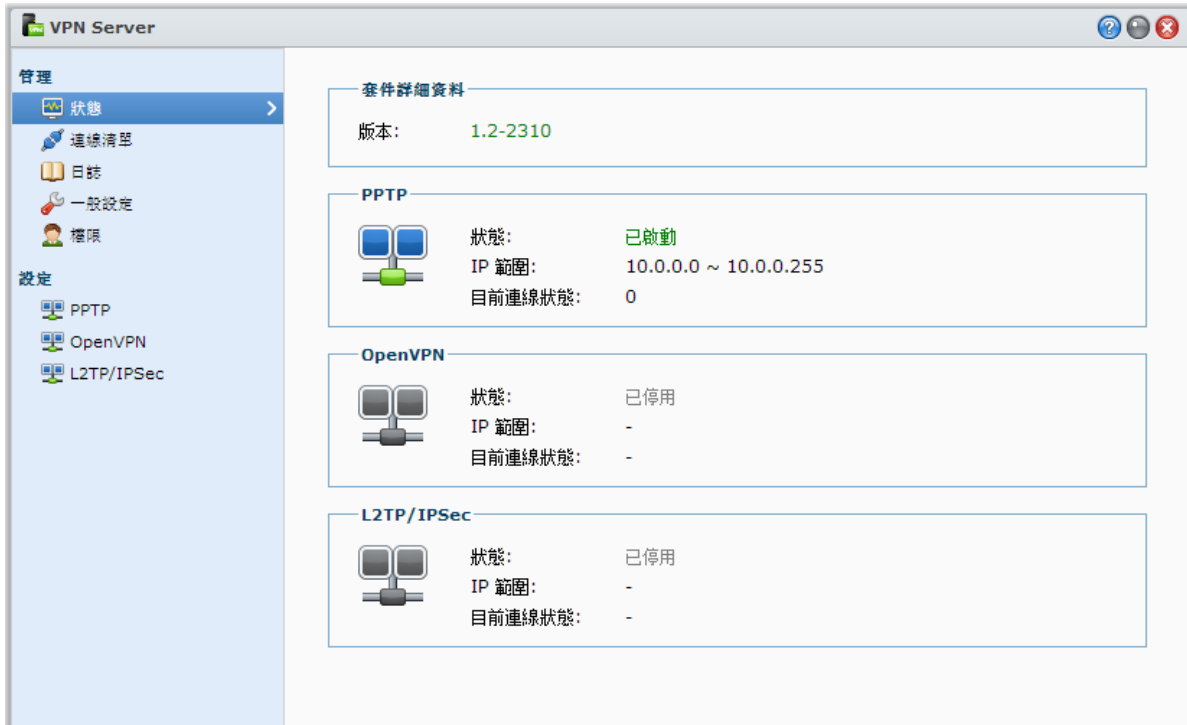 VPN Server
管理
狀態
連線清單
日誌
一般設定
權限
設定
PPTP
OpenVPN
L2TP/IPSec
套件詳細資料
版本: 1.2-2310
PPTP
狀態: 已啟動
IP 範圍: 10.0.0.0 ~ 10.0.0.255
目前連線狀態: 0
OpenVPN
狀態: 已停用
IP 範圍: -
目前連線狀態: -
L2TP/IPSec
狀態: 已停用
IP 範圍: -
目前連線狀態: -